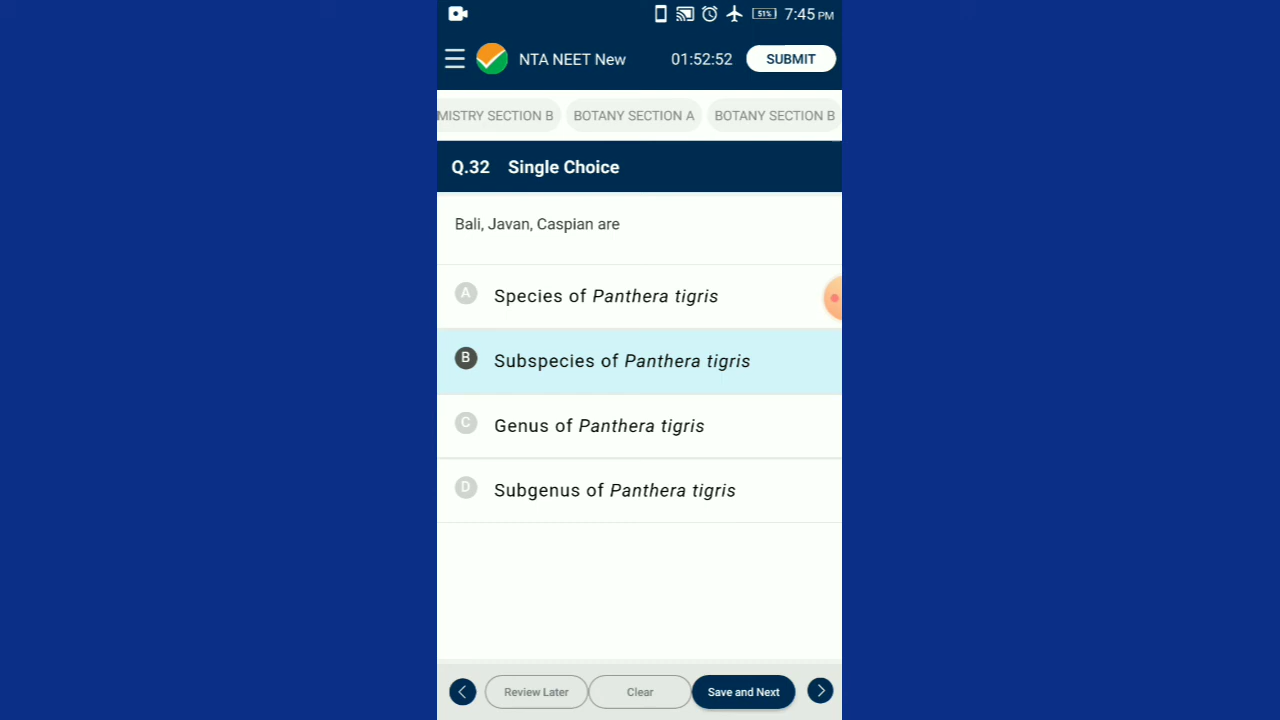 51% 7:45 PM
NTA NEET New 01:52:52 SUBMIT
MISTRY SECTION B BOTANY SECTION A BOTANY SECTION B
Q.32 Single Choice
Bali, Javan, Caspian are
A Species of Panthera tigris
B Subspecies of Panthera tigris
C Genus of Panthera tigris
D Subgenus of Panthera tigris
Review Later Clear Save and Next